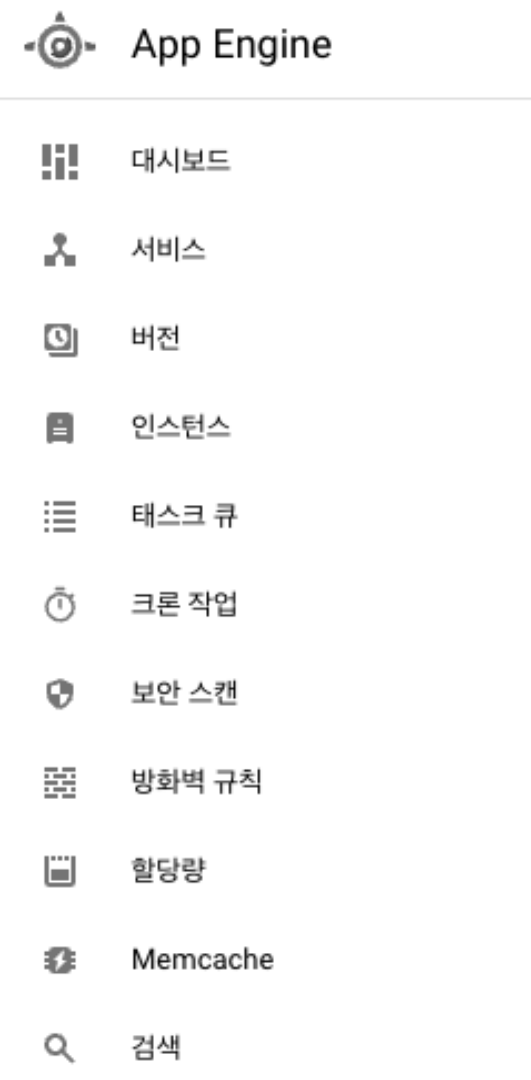 App Engine
대시보드
서비스
버전
인스턴스
태스크 큐
크론 작업
보안 스캔
방화벽 규칙
할당량
Memcache
검색